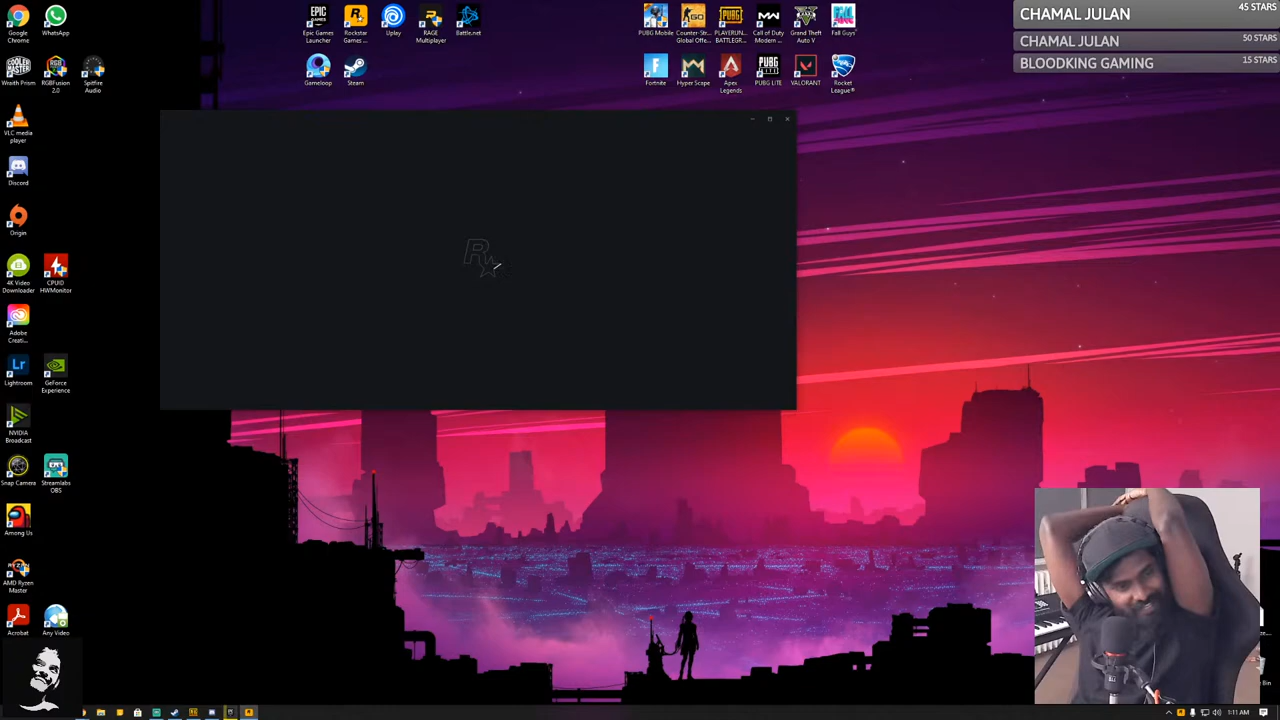 Google
Chrome
WhatsApp
Epic Games
Launcher
Rockstar
Games ...
Uplay
RAGE
Multiplayer
Battle.net
PUBG Mobile
Counter-Str...
Global Offe...
PLAYERUN...
BATTLEGR...
Call of Duty
Modern ...
Grand Theft
Auto V
Fall Guys
Wraith Prism
RGBFusion
2.0
Spitfire
Audio
Gameloop
Steam
Fortnite
Hyper Scape
Apex
Legends
PUBG LITE
VALORANT
Rocket
League®
CHAMAL JULAN
45 STARS
CHAMAL JULAN
50 STARS
BLOODKING GAMING
15 STARS
VLC media
player
Discord
Origin
4K Video
Downloader
CPUID
HWMonitor
Adobe
Creati...
Lightroom
GeForce
Experience
NVIDIA
Broadcast
Snap Camera
Streamlabs
OBS
Among Us
AMD Ryzen
Master
Acrobat
Any Video
1:11 AM